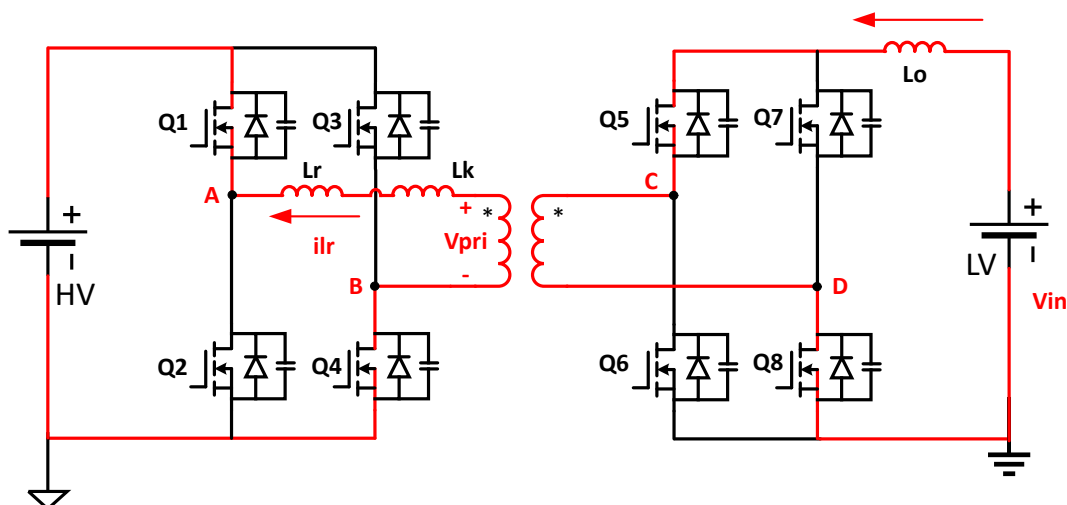 Lo
Q1
Q3
Q5
Q7
Lr
Lk
A
+
*
*
C
ilr
Vpri
-
B
D
+
-
HV
+
-
LV
Vin
Q2
Q4
Q6
Q8